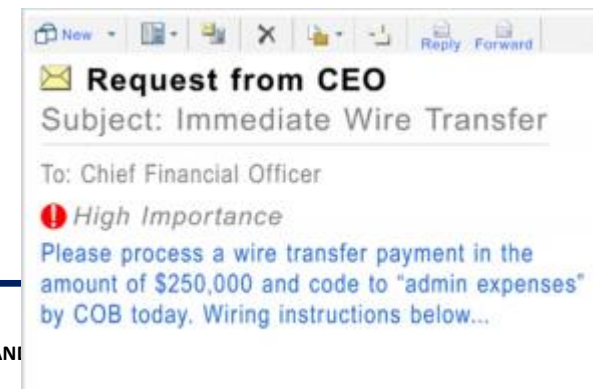 New
Reply Forward
Request from CEO
Subject: Immediate Wire Transfer
To: Chief Financial Officer
High Importance
Please process a wire transfer payment in the
amount of $250,000 and code to “admin expenses”
by COB today. Wiring instructions below...